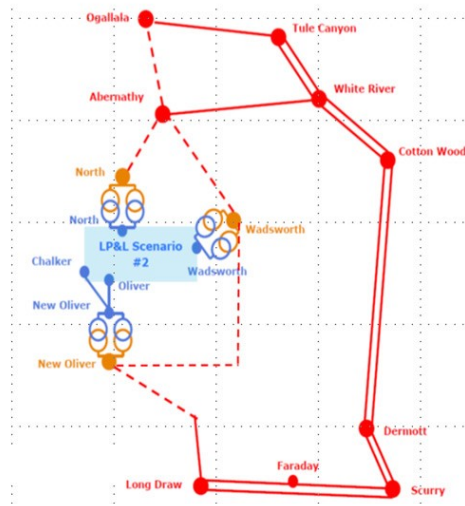 Ogallala
Tule Canyon
Abernathy
White River
Cotton Wood
North
North
Wadsworth
LP&L Scenario
#2
Chalker
Oliver
Wadsworth
New Oliver
New Oliver
Dermott
Faraday
Long Draw
Scurry